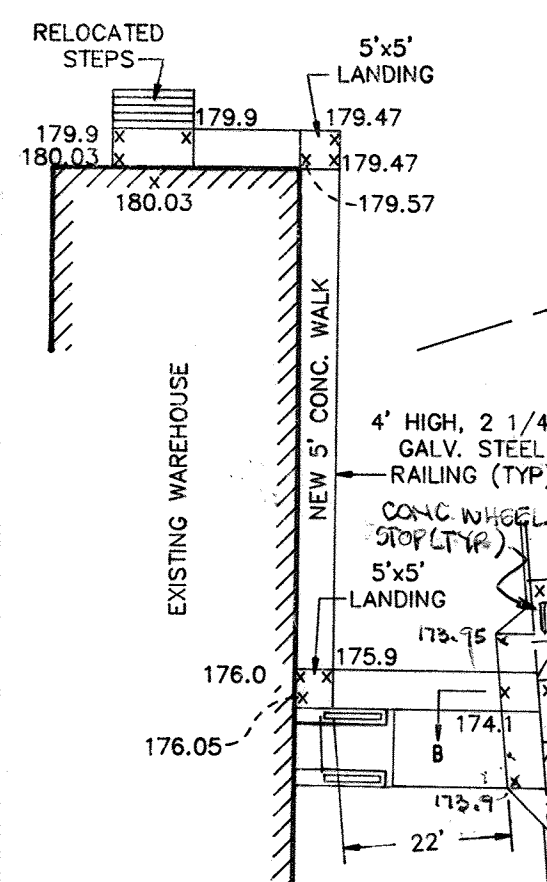 RELOCATED
STEPS
5'x5'
LANDING
179.9
179.47
179.9
180.03
179.47
180.03
179.57
NEW 5' CONC. WALK
EXISTING WAREHOUSE
4' HIGH, 2 1/4
GALV. STEEL
RAILING (TYP)
CONC. WHEEL
STOP (TYP)
5'x5'
LANDING
173.95
175.9
176.0
176.05
174.1
B
173.9
22'